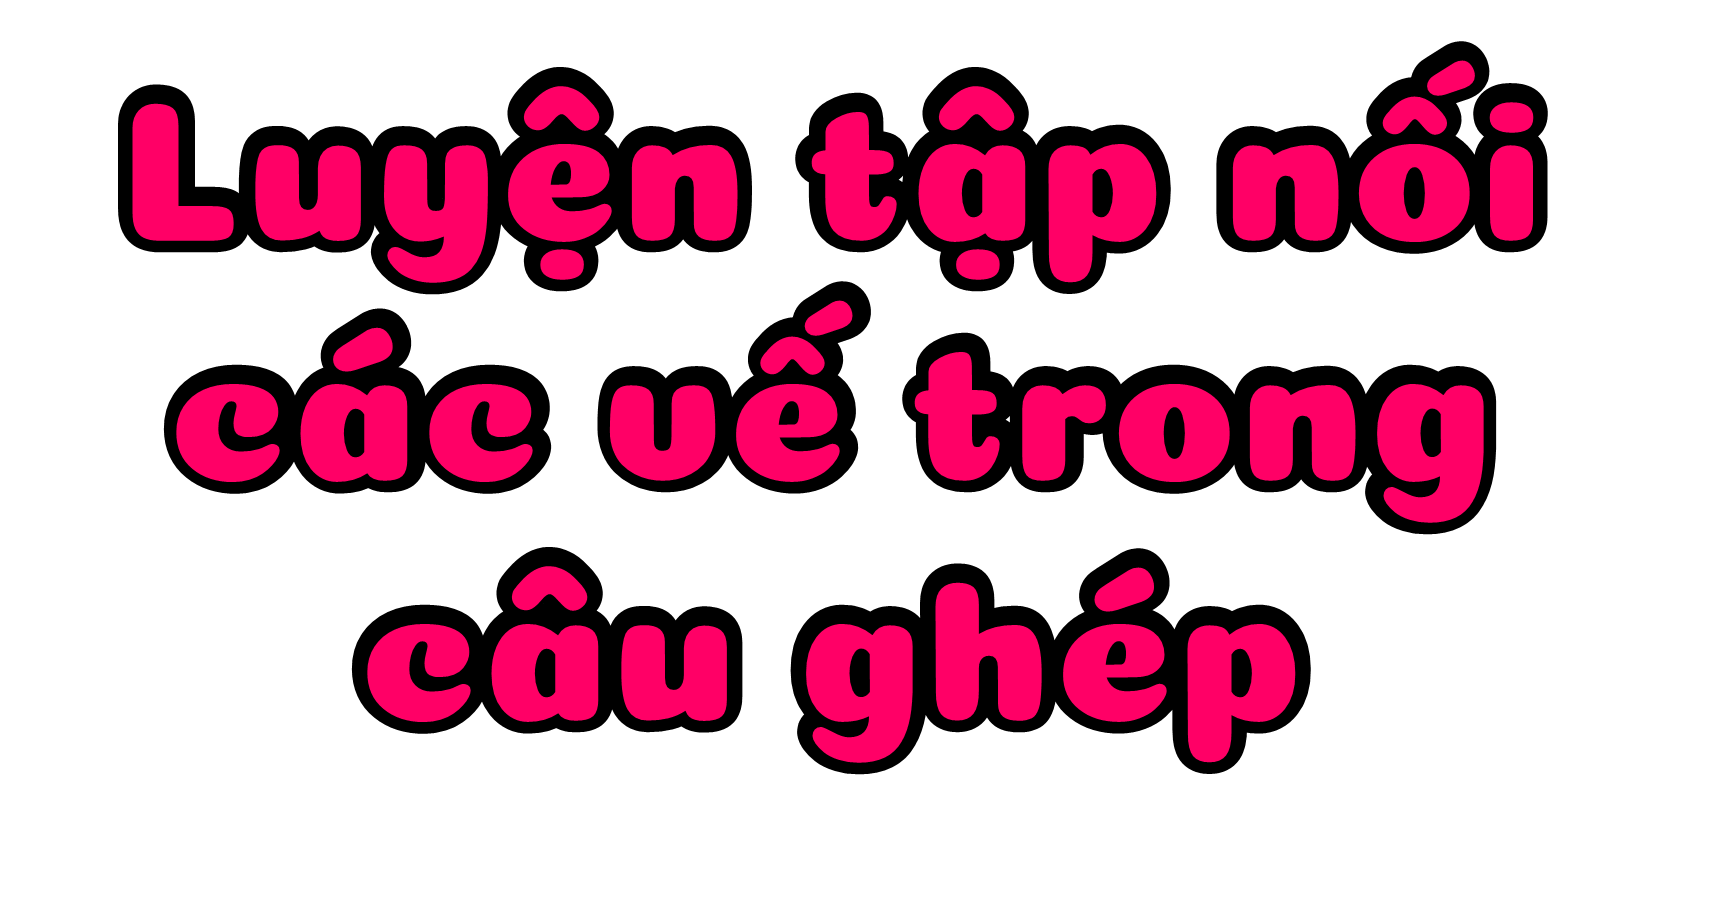 Luyện tập nối
các vế trong
câu ghép